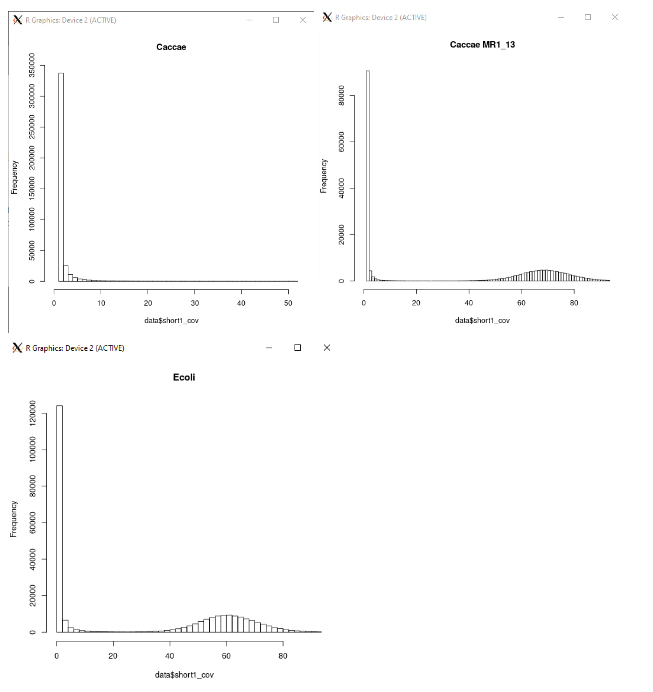 R Graphics: Device 2 (ACTIVE)
Caccae
Frequency
0 50000 100000 150000 200000 250000 300000 350000
0 10 20 30 40 50
data$short1_cov
R Graphics: Device 2 (ACTIVE)
Caccae MR1_13
Frequency
0 20000 40000 60000 80000
0 20 40 60 80
data$short1_cov
R Graphics: Device 2 (ACTIVE)
Ecoli
Frequency
0 20000 40000 60000 80000 100000 120000
0 20 40 60 80
data$short1_cov